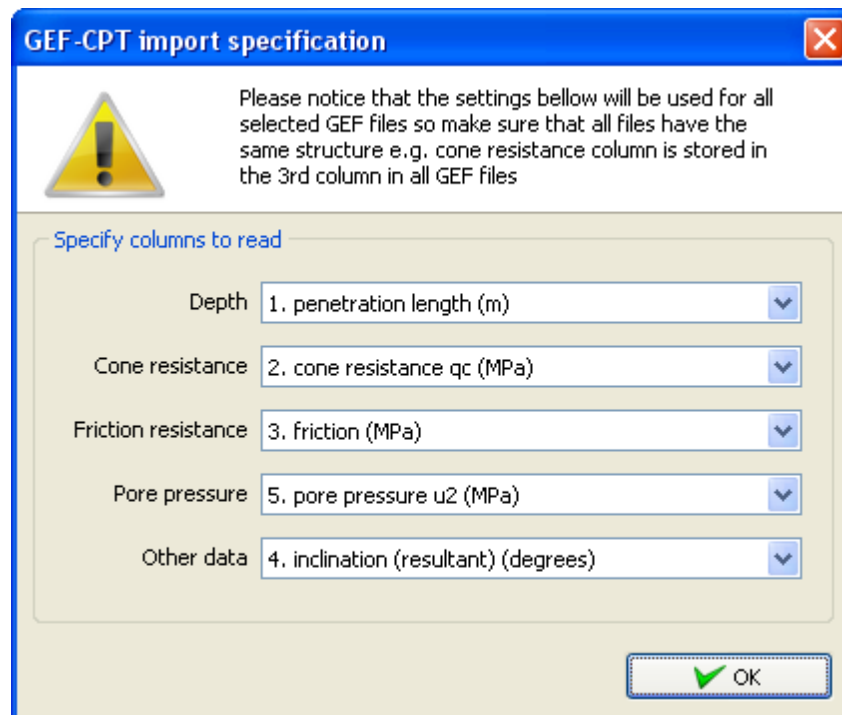 GEF-CPT import specification
Please notice that the settings bellow will be used for all
selected GEF files so make sure that all files have the
same structure e.g. cone resistance column is stored in
the 3rd column in all GEF files
Specify columns to read
Depth 1. penetration length (m)
Cone resistance 2. cone resistance qc (MPa)
Friction resistance 3. friction (MPa)
Pore pressure 5. pore pressure u2 (MPa)
Other data 4. inclination (resultant) (degrees)
OK